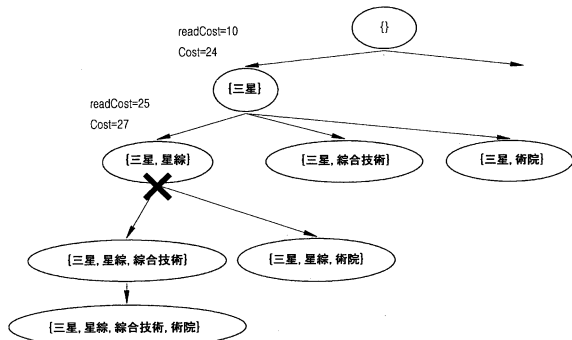 readCost=10
{}
Cost=24
{三星}
readCost=25
Cost=27
{三星, 星綜}
{三星, 綜合技術}
{三星, 術院}
{三星, 星綜, 綜合技術}
{三星, 星綜, 術院}
{三星, 星綜, 綜合技術, 術院}